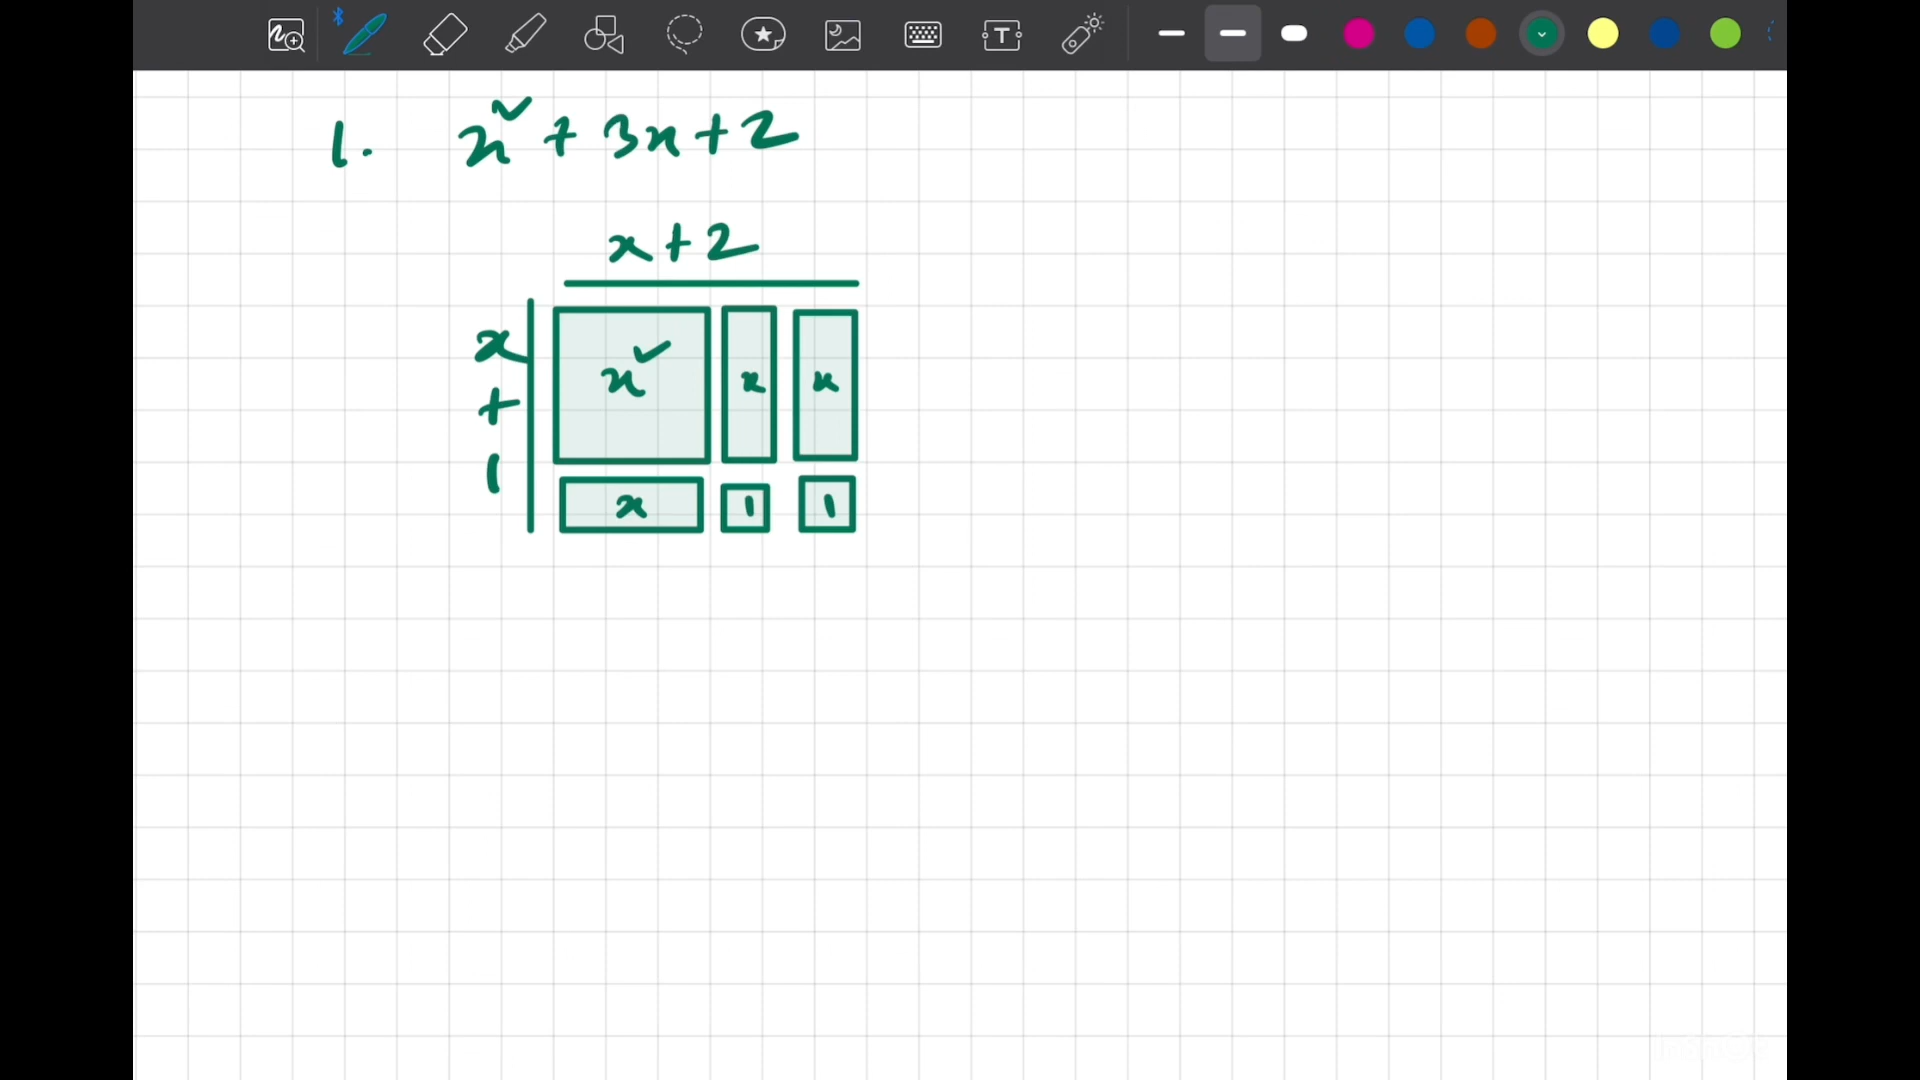 1. x² + 3x + 2
x + 2
x² x x
x
+
1
x 1 1